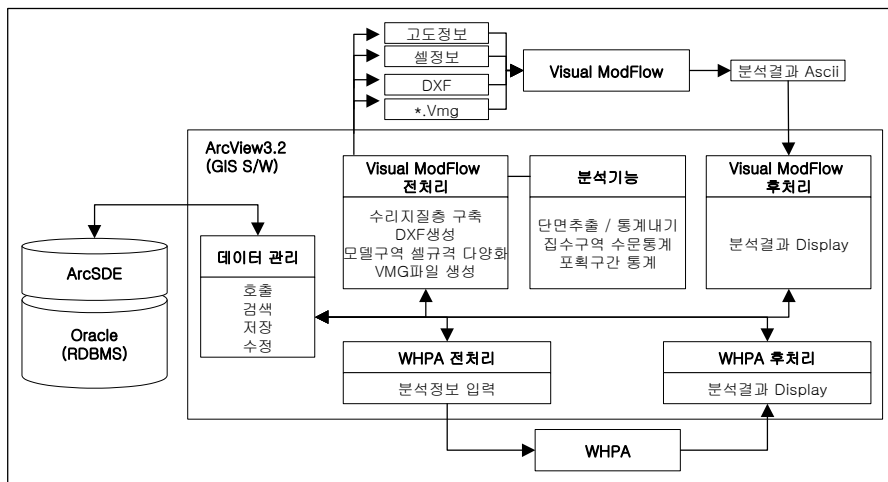 고도정보
셀정보
DXF
*.Vmg
Visual ModFlow
분석결과 Ascii
ArcView3.2
(GIS S/W)
Visual ModFlow
전처리
수리지질층 구축
DXF생성
모델구역 셀규격 다양화
VMG파일 생성
분석기능
단면추출 / 통계내기
집수구역 수문통계
포획구간 통계
Visual ModFlow
후처리
분석결과 Display
ArcSDE
Oracle
(RDBMS)
데이터 관리
호출
검색
저장
수정
WHPA 전처리
분석정보 입력
WHPA 후처리
분석결과 Display
WHPA